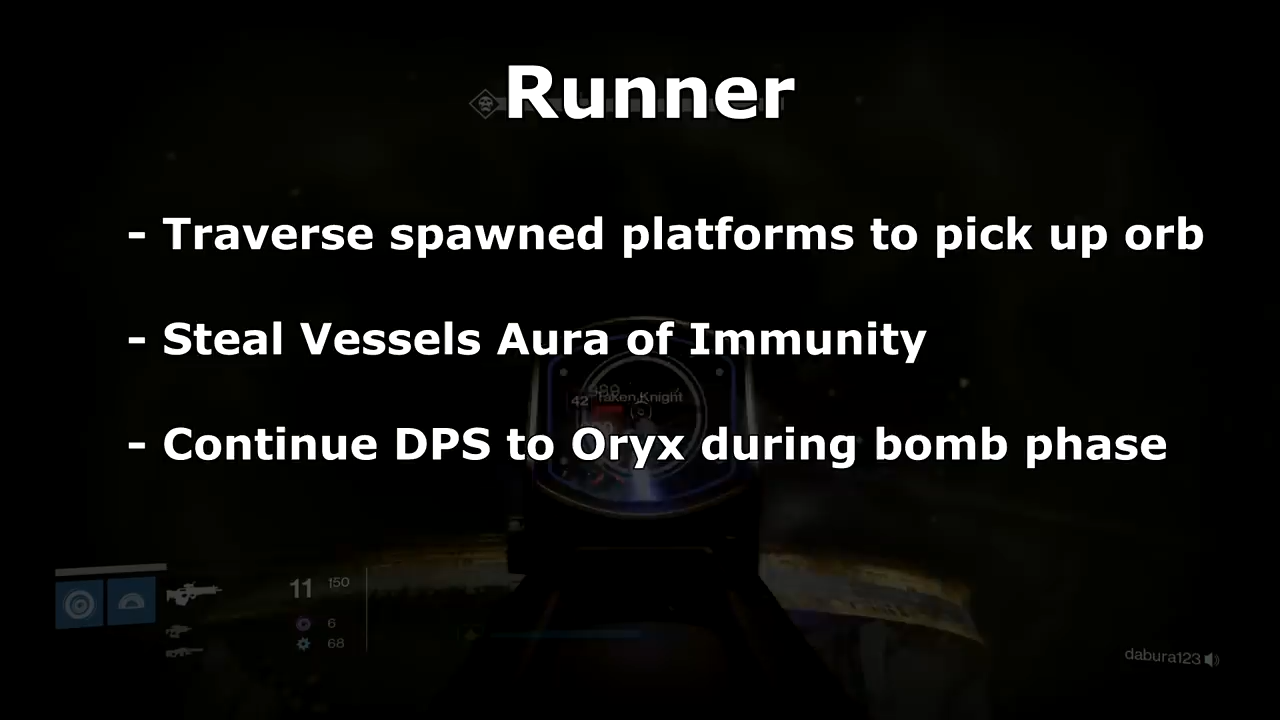 Runner
- Traverse spawned platforms to pick up orb
- Steal Vessels Aura of Immunity
- Continue DPS to Oryx during bomb phase
42 Taken Knight
11 150
6
68
dabura123